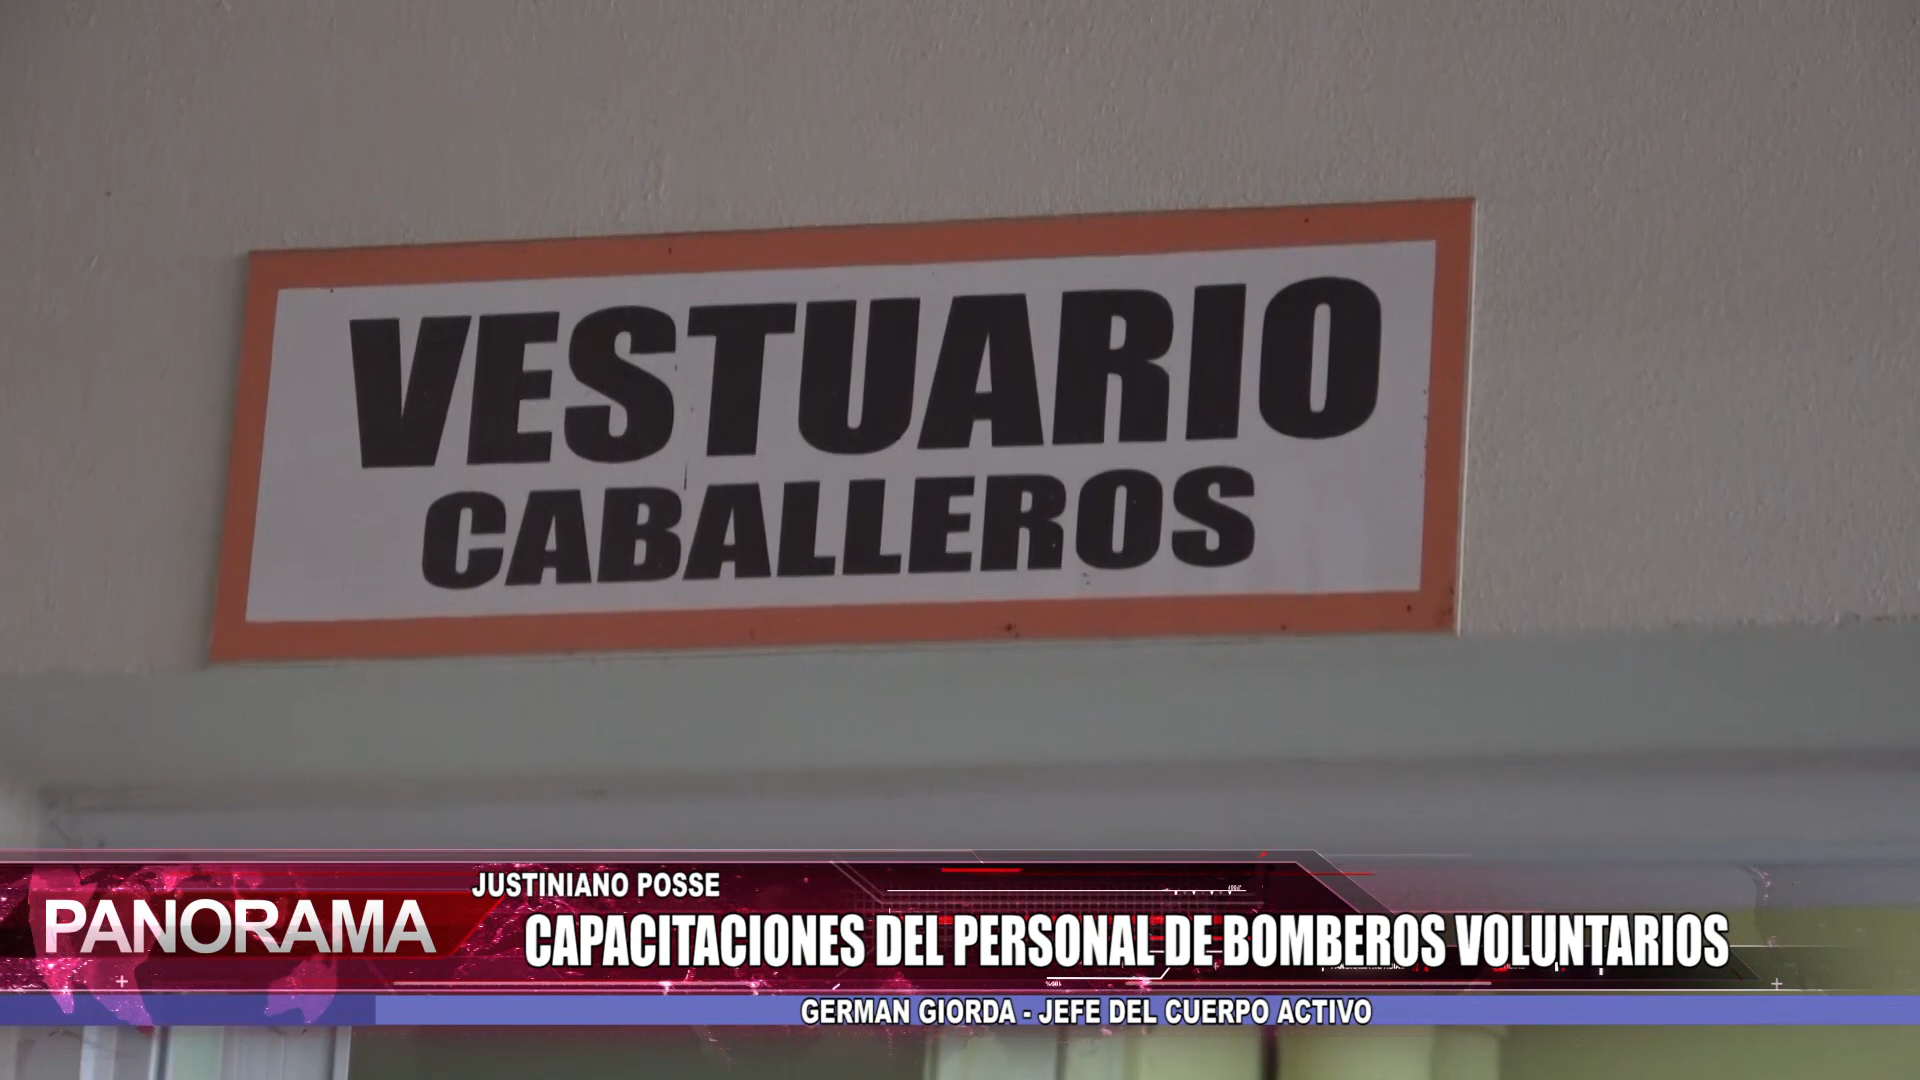 VESTUARIO
CABALLEROS
JUSTINIANO POSSE
PANORAMA
CAPACITACIONES DEL PERSONAL DE BOMBEROS VOLUNTARIOS
GERMAN GIORDA - JEFE DEL CUERPO ACTIVO